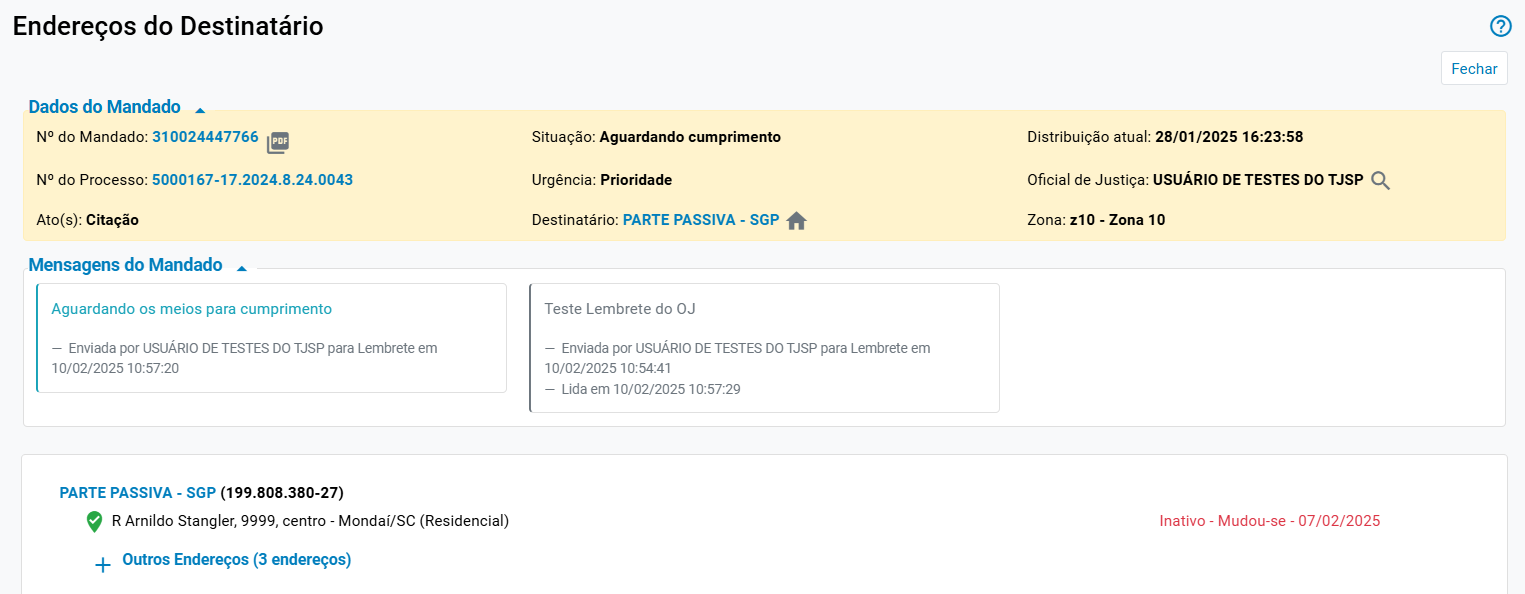 Endereços do Destinatário
Fechar
Dados do Mandado
Nº do Mandado: 310024447766 PDF
Situação: Aguardando cumprimento
Distribuição atual: 28/01/2025 16:23:58
Nº do Processo: 5000167-17.2024.8.24.0043
Urgência: Prioridade
Oficial de Justiça: USUÁRIO DE TESTES DO TJSP
Ato(s): Citação
Destinatário: PARTE PASSIVA - SGP
Zona: z10 - Zona 10
Mensagens do Mandado
Aguardando os meios para cumprimento
— Enviada por USUÁRIO DE TESTES DO TJSP para Lembrete em
10/02/2025 10:57:20
Teste Lembrete do OJ
— Enviada por USUÁRIO DE TESTES DO TJSP para Lembrete em
10/02/2025 10:54:41
— Lida em 10/02/2025 10:57:29
PARTE PASSIVA - SGP (199.808.380-27)
R Arnildo Stangler, 9999, centro - Mondaí/SC (Residencial)
Inativo - Mudou-se - 07/02/2025
Outros Endereços (3 endereços)